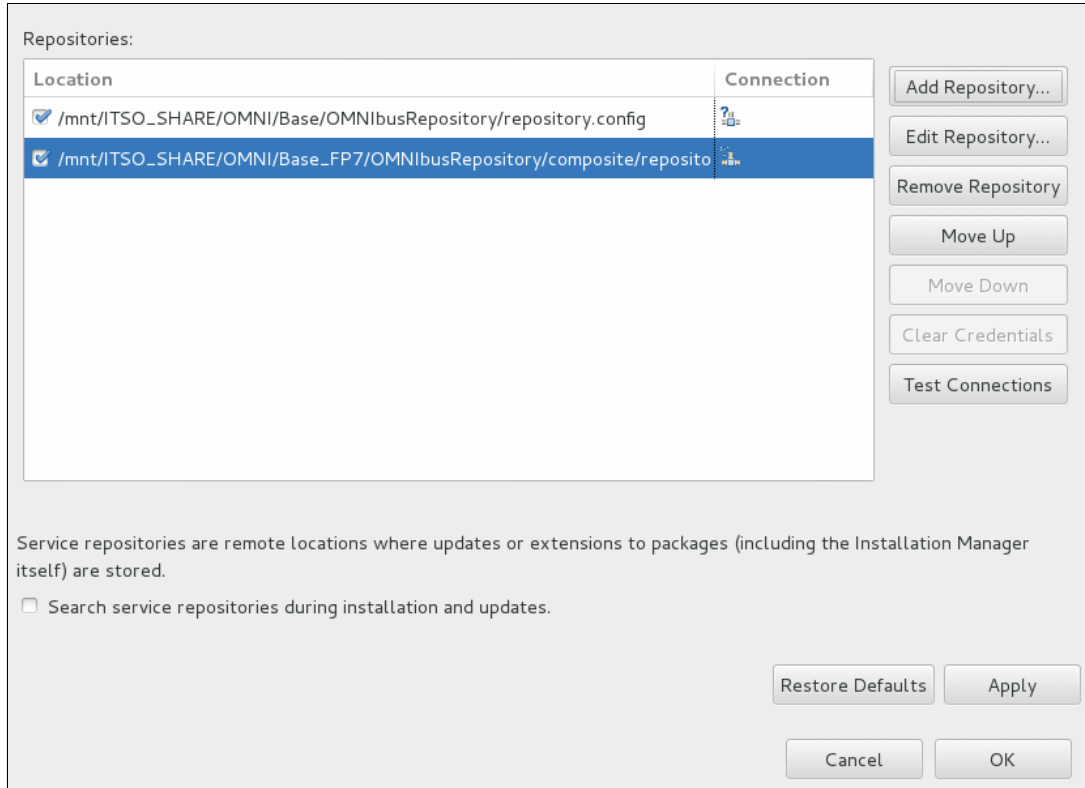 Repositories:
Location Connection
/mnt/ITSO_SHARE/OMNI/Base/OMNIbusRepository/repository.config
/mnt/ITSO_SHARE/OMNI/Base_FP7/OMNIbusRepository/composite/reposito
Add Repository...
Edit Repository...
Remove Repository
Move Up
Move Down
Clear Credentials
Test Connections
Service repositories are remote locations where updates or extensions to packages (including the Installation Manager
itself) are stored.
Search service repositories during installation and updates.
Restore Defaults Apply
Cancel OK